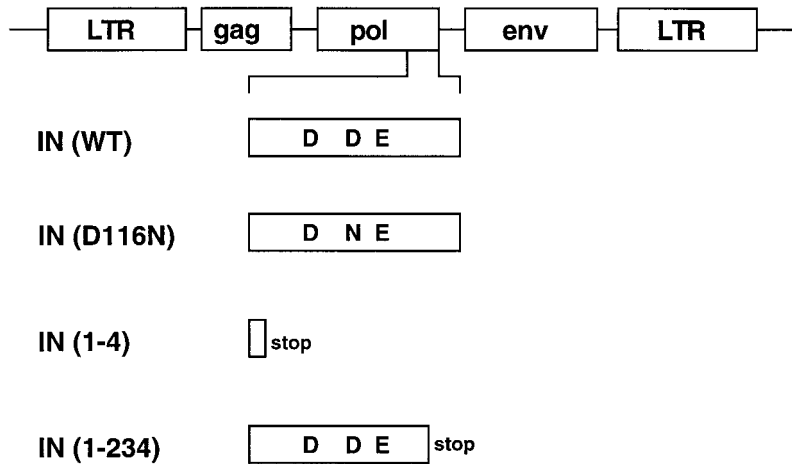 LTR gag pol env LTR
IN (WT) D D E
IN (D116N) D N E
IN (1-4) stop
IN (1-234) D D E stop